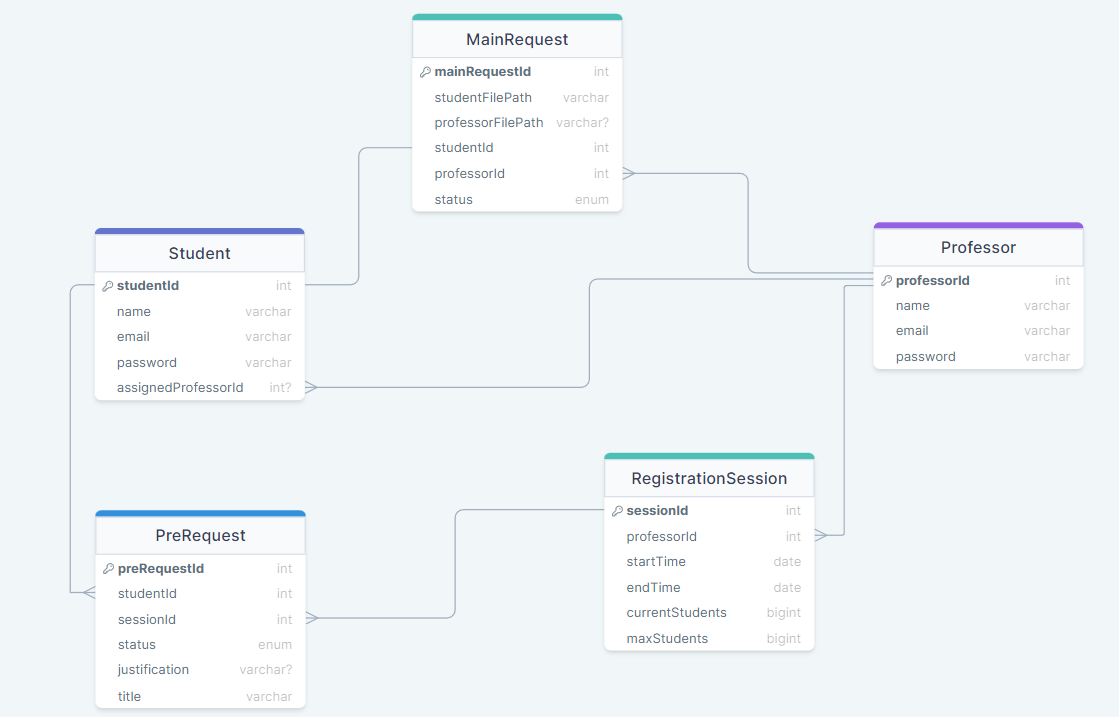 MainRequest
mainRequestId int
studentFilePath varchar
professorFilePath varchar?
studentId int
professorId int
status enum
Student
studentId int
name varchar
email varchar
password varchar
assignedProfessorId int?
Professor
professorId int
name varchar
email varchar
password varchar
RegistrationSession
sessionId int
professorId int
startTime date
endTime date
currentStudents bigint
maxStudents bigint
PreRequest
preRequestId int
studentId int
sessionId int
status enum
justification varchar?
title varchar